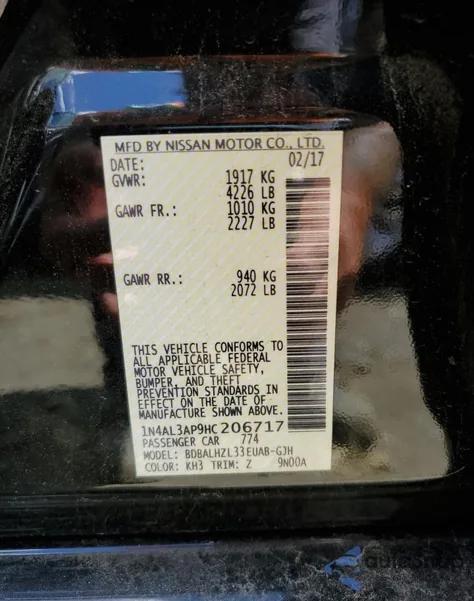 MFD BY NISSAN MOTOR CO., LTD.
DATE: 02/17
GVWR: 1917 KG
4226 LB
GAWR FR.: 1010 KG
2227 LB
GAWR RR.: 940 KG
2072 LB
THIS VEHICLE CONFORMS TO
ALL APPLICABLE FEDERAL
MOTOR VEHICLE SAFETY,
BUMPER, AND THEFT
PREVENTION STANDARDS IN
EFFECT ON THE DATE OF
MANUFACTURE SHOWN ABOVE.
1N4AL3AP9HC206717
PASSENGER CAR 774
MODEL: BDBALHZL33EUAB-GJH
COLOR: KH3 TRIM: Z 9N00A